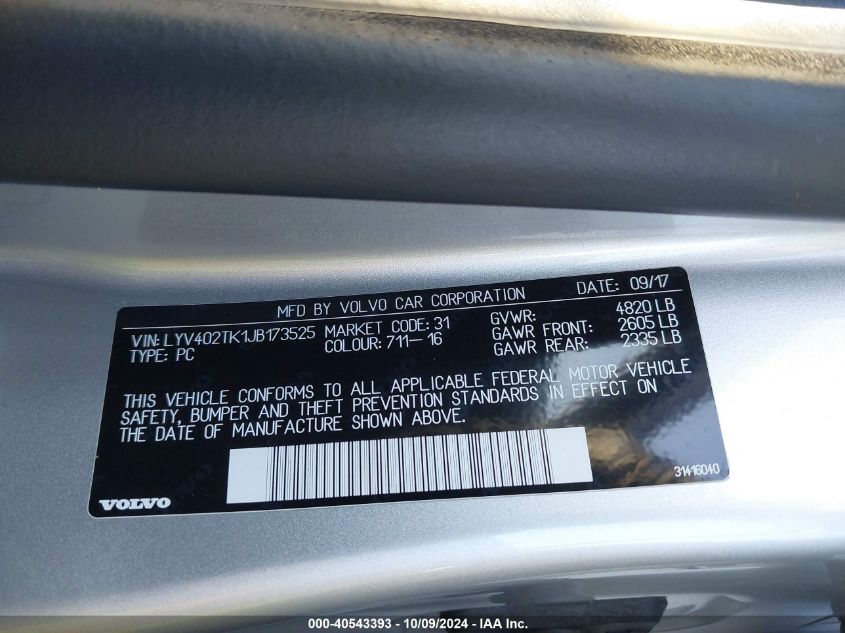 MFD BY VOLVO CAR CORPORATION DATE: 09/17
VIN: LYV402TK1JB173525 MARKET CODE: 31 GVWR: 4820 LB
TYPE: PC COLOUR: 711-16 GAWR FRONT: 2605 LB
GAWR REAR: 2335 LB
THIS VEHICLE CONFORMS TO ALL APPLICABLE FEDERAL MOTOR VEHICLE
SAFETY, BUMPER AND THEFT PREVENTION STANDARDS IN EFFECT ON
THE DATE OF MANUFACTURE SHOWN ABOVE.
31416040
VOLVO
000-40543393 - 10/09/2024 - IAA Inc.